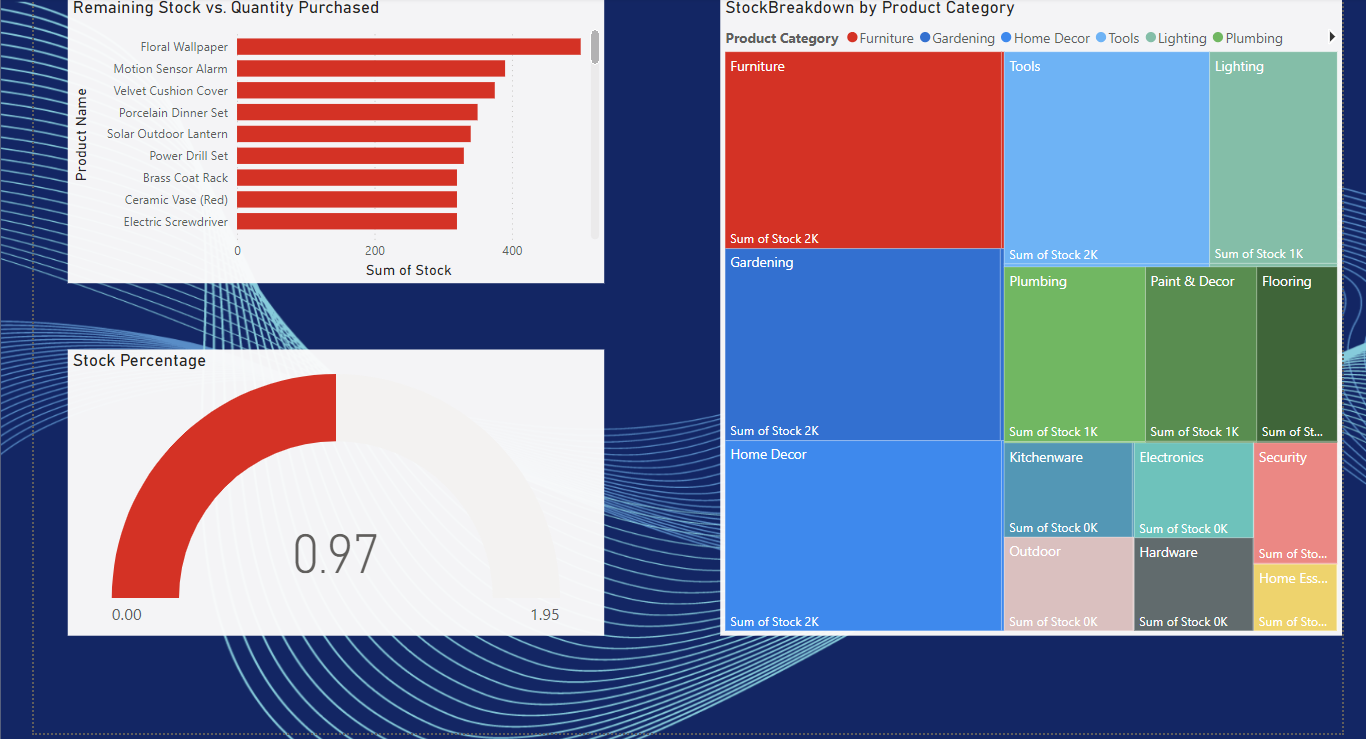 Remaining Stock vs. Quantity Purchased
Product Name
Floral Wallpaper
Motion Sensor Alarm
Velvet Cushion Cover
Porcelain Dinner Set
Solar Outdoor Lantern
Power Drill Set
Brass Coat Rack
Ceramic Vase (Red)
Electric Screwdriver
0 200 400
Sum of Stock
Stock Percentage
0.97
0.00 1.95
StockBreakdown by Product Category
Product Category Furniture Gardening Home Decor Tools Lighting Plumbing
Furniture
Sum of Stock 2K
Gardening
Sum of Stock 2K
Home Decor
Sum of Stock 2K
Tools
Sum of Stock 2K
Lighting
Sum of Stock 1K
Plumbing
Sum of Stock 1K
Paint & Decor
Sum of Stock 1K
Flooring
Sum of St...
Kitchenware
Sum of Stock 0K
Electronics
Sum of Stock 0K
Security
Sum of Sto...
Outdoor
Sum of Stock 0K
Hardware
Sum of Stock 0K
Home Ess...
Sum of Sto...